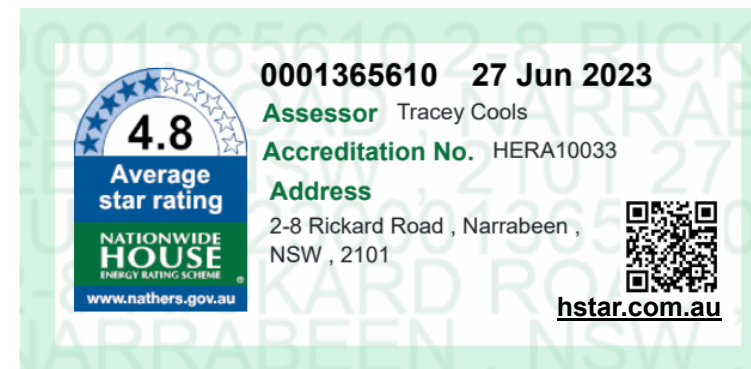 0001365610 27 Jun 2023
Assessor Tracey Cools
Accreditation No. HERA10033
Address
2-8 Rickard Road , Narrabeen ,
NSW , 2101
hstar.com.au
4.8
Average
star rating
NATIONWIDE
HOUSE
ENERGY RATING SCHEME ®
www.nathers.gov.au